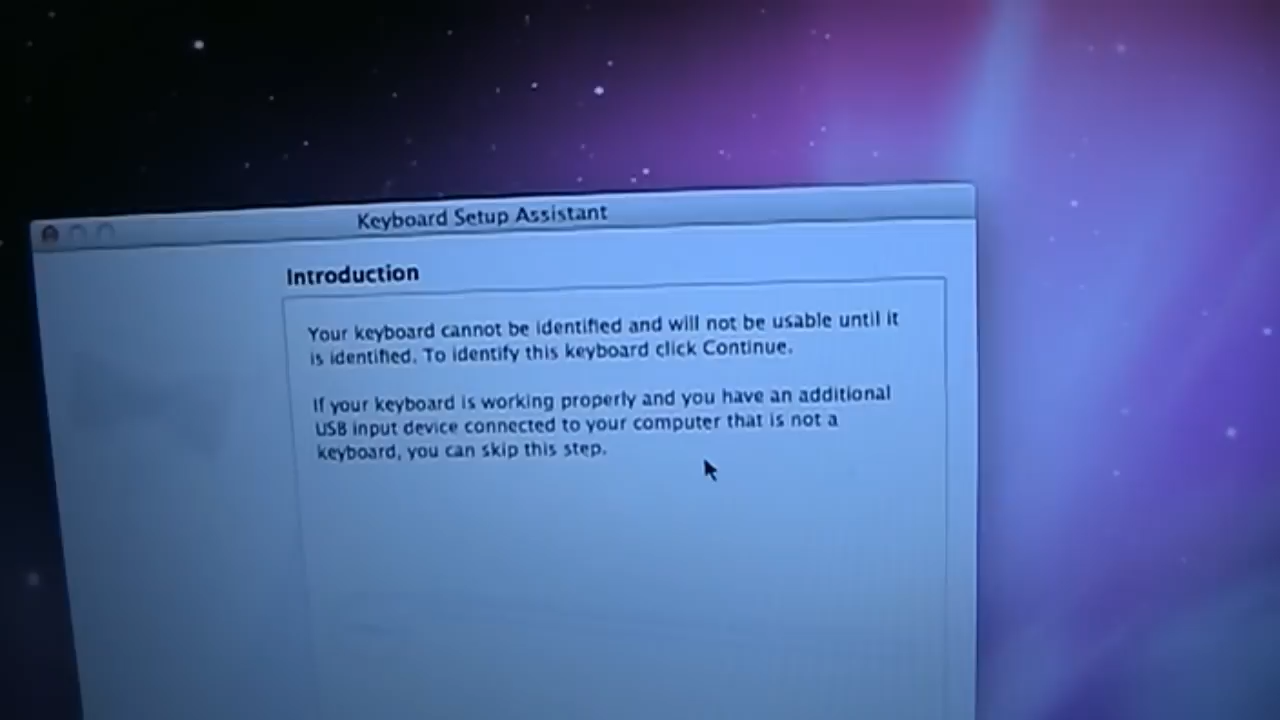 Keyboard Setup Assistant
Introduction
Your keyboard cannot be identified and will not be usable until it
is identified. To identify this keyboard click Continue.
If your keyboard is working properly and you have an additional
USB input device connected to your computer that is not a
keyboard, you can skip this step.